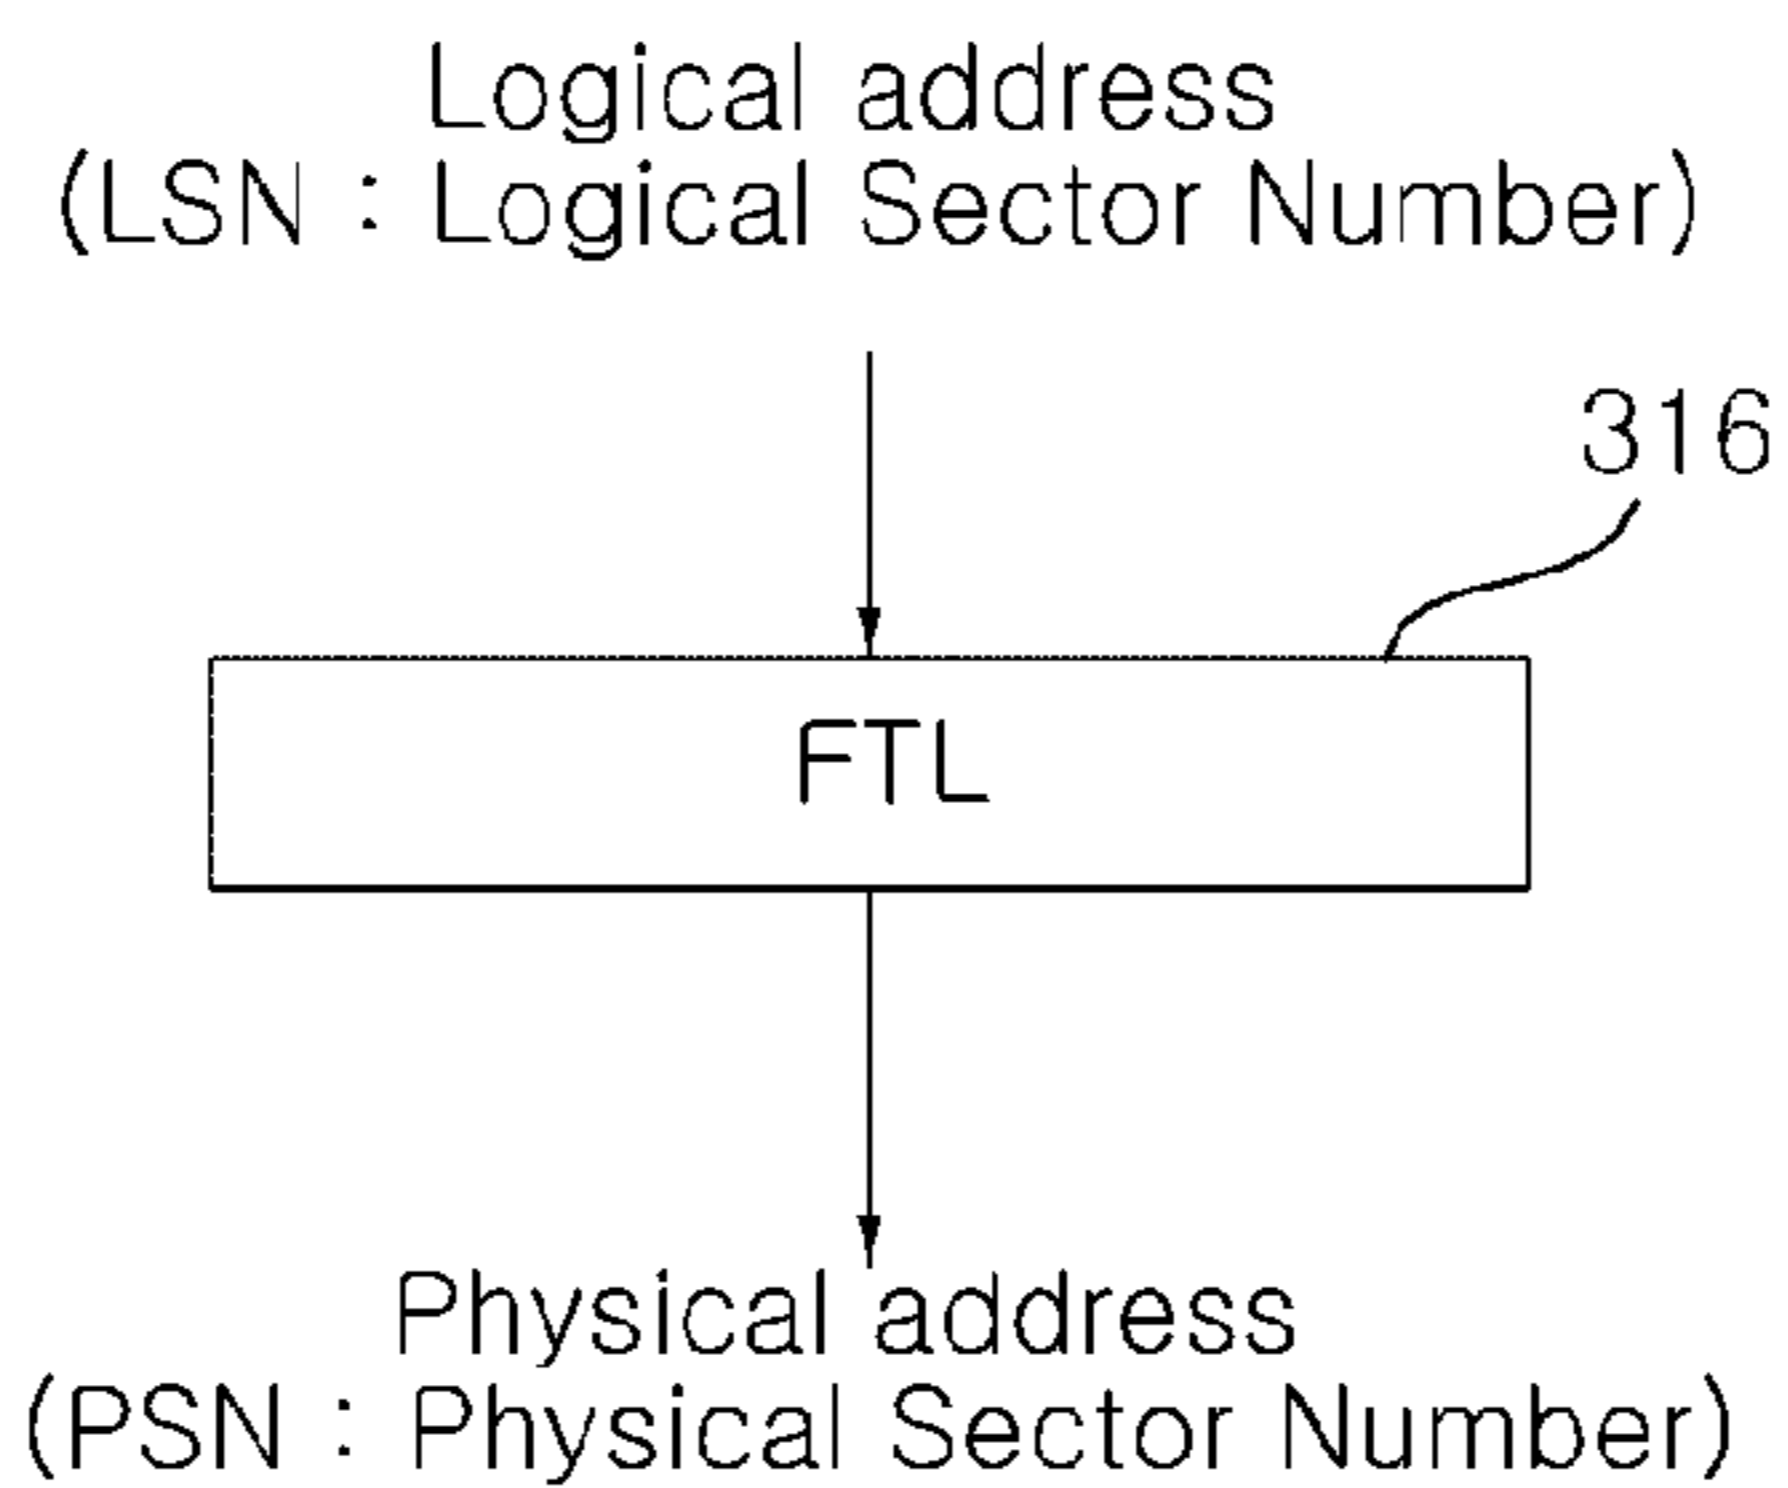 Logical address
(LSN : Logical Sector Number)
316
FTL
Physical address
(PSN : Physical Sector Number)